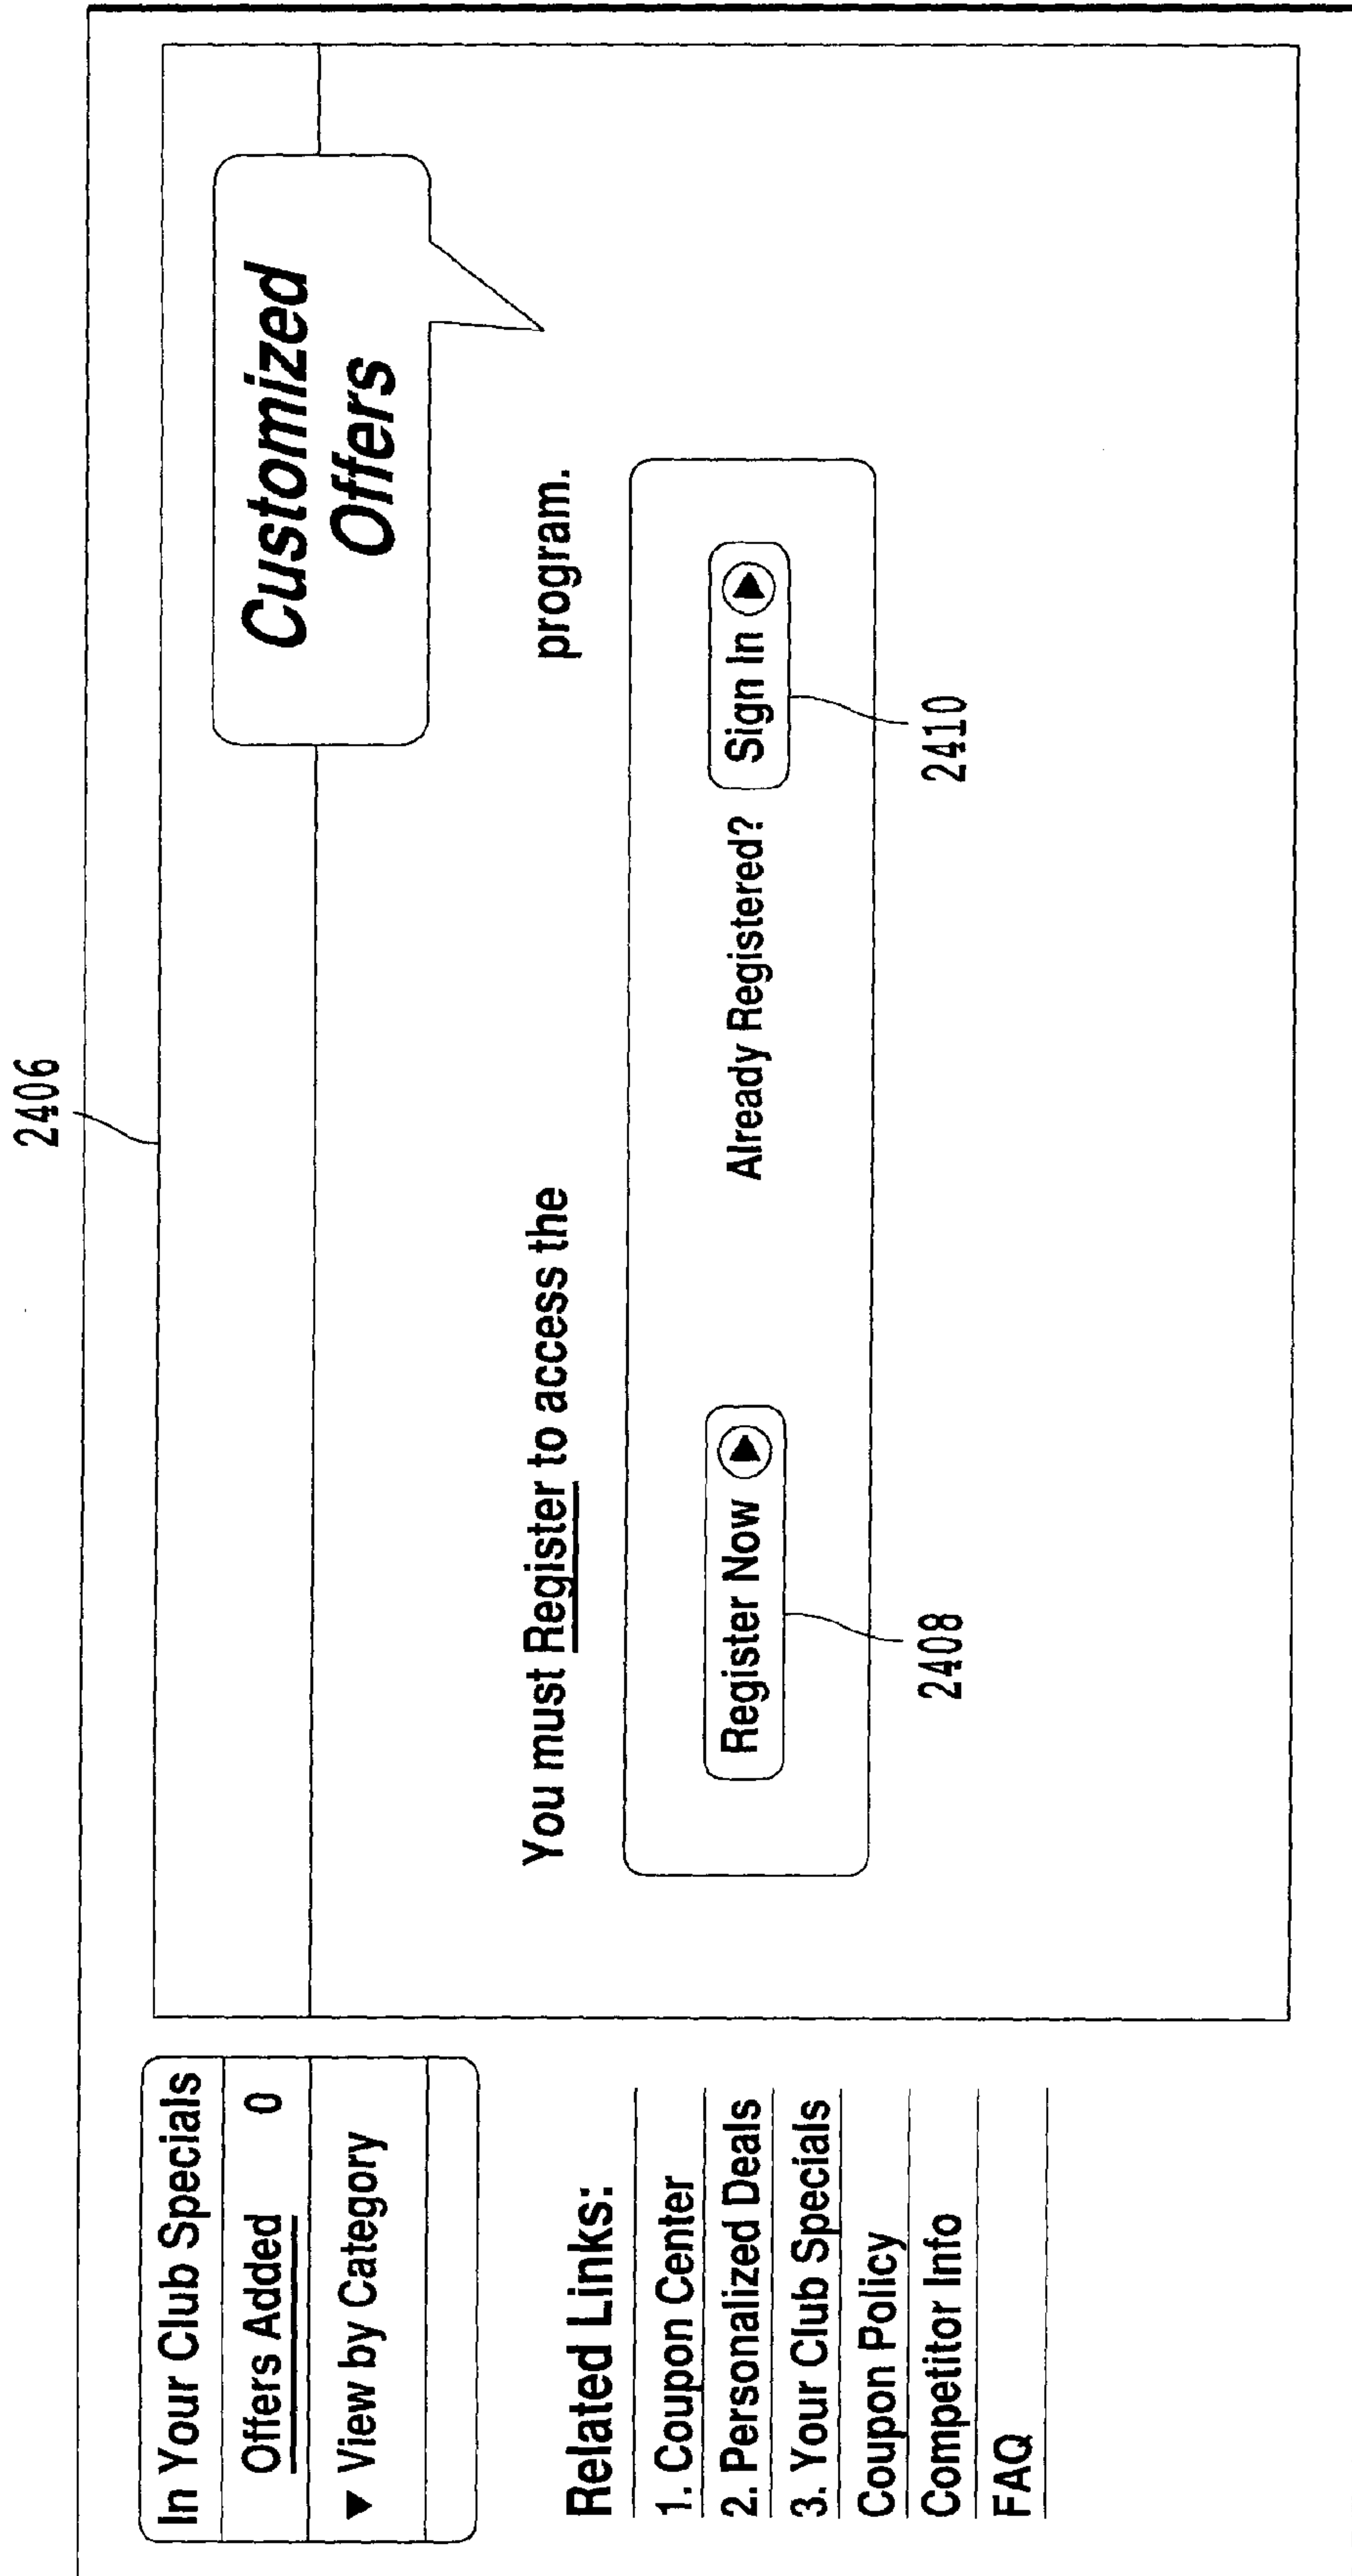 2406
In Your Club Specials
Offers Added 0
▼ View by Category
Related Links:
1. Coupon Center
2. Personalized Deals
3. Your Club Specials
Coupon Policy
Competitor Info
FAQ
Customized
Offers
You must Register to access the program.
Register Now
Already Registered? Sign In
2408
2410